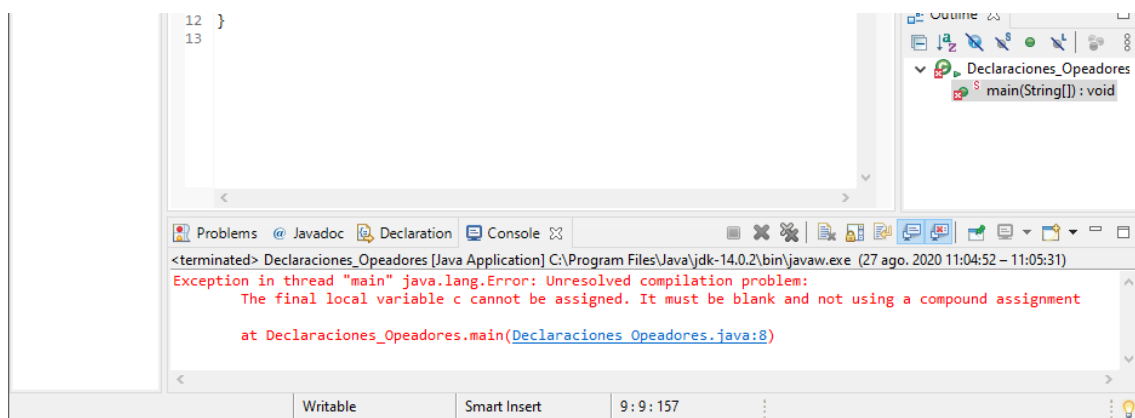 12 }
13
Outline
Declaraciones_Opeadores
S main(String[]) : void
Problems @ Javadoc Declaration Console
<terminated> Declaraciones_Opeadores [Java Application] C:\Program Files\Java\jdk-14.0.2\bin\javaw.exe (27 ago. 2020 11:04:52 – 11:05:31)
Exception in thread "main" java.lang.Error: Unresolved compilation problem:
The final local variable c cannot be assigned. It must be blank and not using a compound assignment
at Declaraciones_Opeadores.main(Declaraciones_Opeadores.java:8)
Writable Smart Insert 9 : 9 : 157